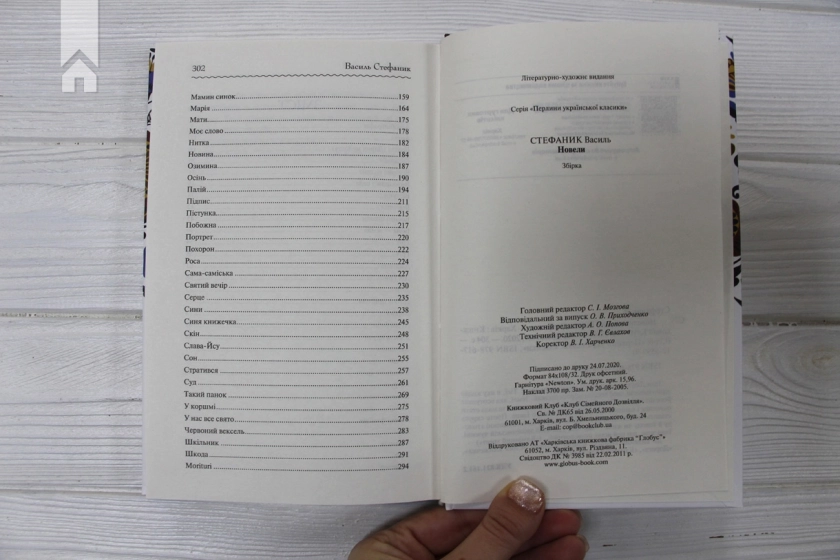 302 Василь Стефаник
Мамин синок 159
Марія 164
Мати 175
Моє слово 178
Нитка 182
Новина 184
Озимина 187
Осінь 190
Палій 194
Підпис 211
Пістунка 215
Побожна 217
Портрет 220
Похорон 222
Роса 224
Сама-саміська 227
Святий вечір 230
Серце 235
Сини 238
Синя книжечка 245
Скін 248
Слава-Йсу 251
Сон 255
Стратився 257
Суд 261
Такий панок 269
У корчмі 275
У нас все свято 278
Червоний вексель 283
Шкільник 287
Школа 291
Morituri 294
Літературно-художнє видання
Серія «Перлини української класики»
СТЕФАНИК Василь
Новели
Збірка
Головний редактор С. І. Мозгова
Відповідальний за випуск О. В. Приходченко
Художній редактор А. О. Попова
Технічний редактор В. Г. Євлахов
Коректор В. І. Харченко
Підписано до друку 24.07.2020.
Формат 84х108/32. Друк офсетний.
Гарнітура «Newton». Ум. друк. арк. 15,96.
Наклад 3700 пр. Зам. № 20-08-2005.
Книжковий Клуб «Клуб Сімейного Дозвілля».
Св. № ДК65 від 26.05.2000
61001, м. Харків, вул. Б. Хмельницького, буд. 24
E-mail: cop@bookclub.ua
Віддруковано АТ «Харківська книжкова фабрика "Глобус"»
61052, м. Харків, вул. Різдвяна, 11.
Свідоцтво ДК № 3985 від 22.02.2011 р.
www.globus-book.com